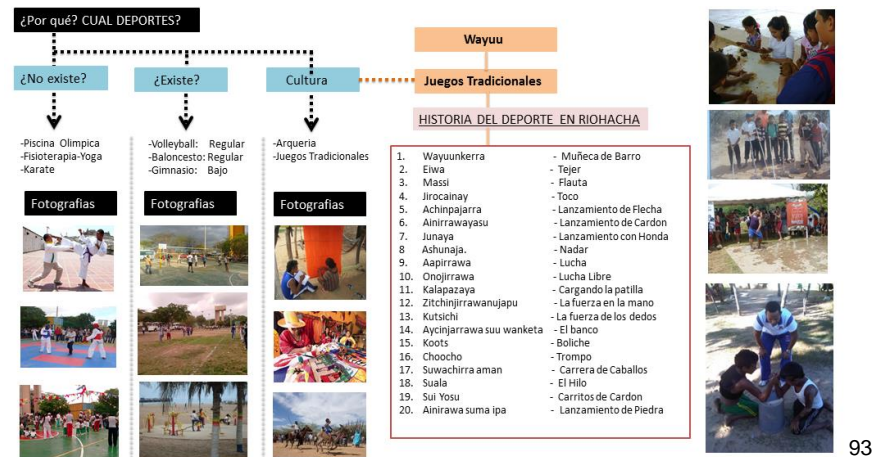 ¿Por qué? CUAL DEPORTES?
¿No existe?
¿Existe?
Cultura
-Piscina Olimpica
-Fisioterapia-Yoga
-Karate
-Volleyball: Regular
-Baloncesto: Regular
-Gimnasio: Bajo
-Arqueria
-Juegos Tradicionales
Fotografias
Fotografias
Fotografias
Wayuu
Juegos Tradicionales
HISTORIA DEL DEPORTE EN RIOHACHA
1. Wayuunkerra - Muñeca de Barro
2. Eiwa - Tejer
3. Massi - Flauta
4. Jirocainay - Toco
5. Achinpajarra - Lanzamiento de Flecha
6. Ainirrawayasu - Lanzamiento de Cardon
7. Junaya - Lanzamiento con Honda
8 Ashunaja. - Nadar
9. Aapirrawa - Lucha
10. Onojirrawa - Lucha Libre
11. Kalapazaya - Cargando la patilla
12. Zitchinjirrawanujapu - La fuerza en la mano
13. Kutsichi - La fuerza de los dedos
14. Aycinjarrawa suu wanketa - El banco
15. Koots - Boliche
16. Choocho - Trompo
17. Suwachirra aman - Carrera de Caballos
18. Suala - El Hilo
19. Sui Yosu - Carritos de Cardon
20. Ainirawa suma ipa - Lanzamiento de Piedra
93